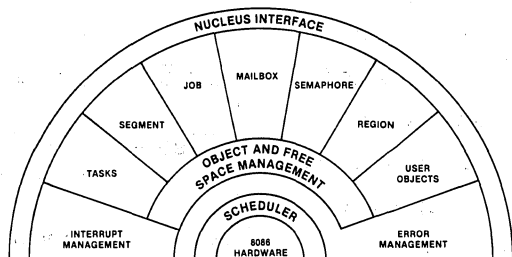 NUCLEUS INTERFACE
MAILBOX
JOB
SEMAPHORE
SEGMENT
REGION
OBJECT AND FREE
SPACE MANAGEMENT
TASKS
USER
OBJECTS
SCHEDULER
INTERRUPT
MANAGEMENT
8086
HARDWARE
ERROR
MANAGEMENT